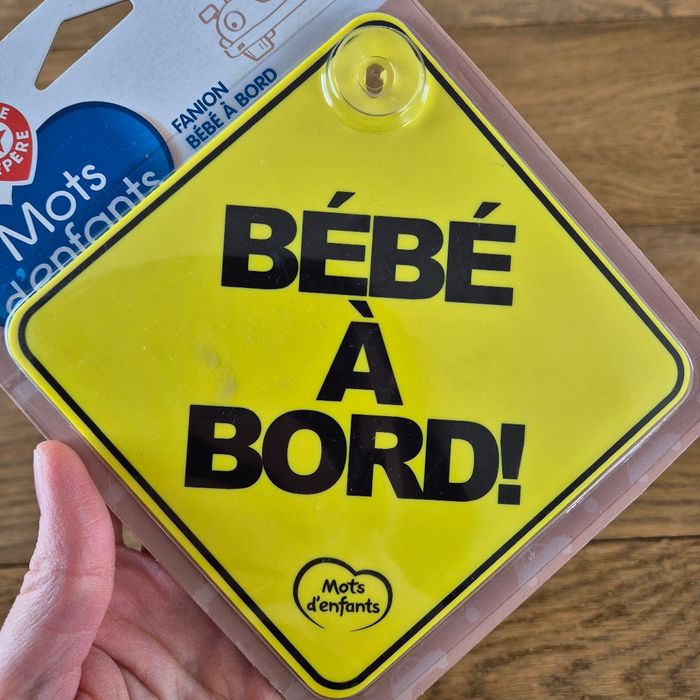 FANION
BÉBÉ À BORD
Mots
d'enfants
BÉBÉ
À
BORD!
Mots
d'enfants